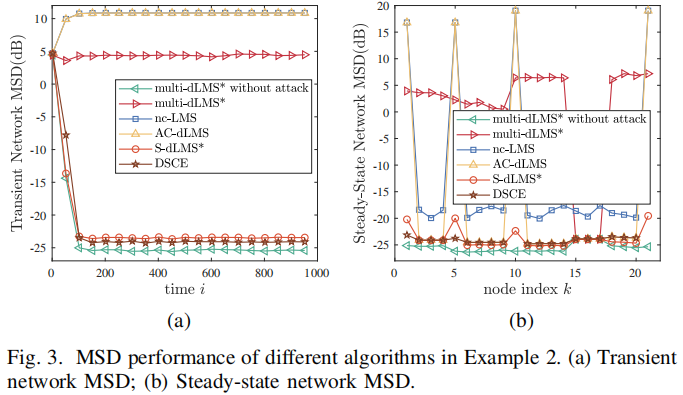 Transient Network MSD(dB)
10
5
0
-5
-10
-15
-20
-25
0
200
400
600
800
1000
time i
multi-dLMS* without attack
multi-dLMS*
nc-LMS
AC-dLMS
S-dLMS*
DSCE
(a)
Steady-State Network MSD(dB)
20
15
10
5
0
-5
-10
-15
-20
-25
0
5
10
15
20
node index k
multi-dLMS* without attack
multi-dLMS*
nc-LMS
AC-dLMS
S-dLMS*
DSCE
(b)
Fig. 3. MSD performance of different algorithms in Example 2. (a) Transient
network MSD; (b) Steady-state network MSD.